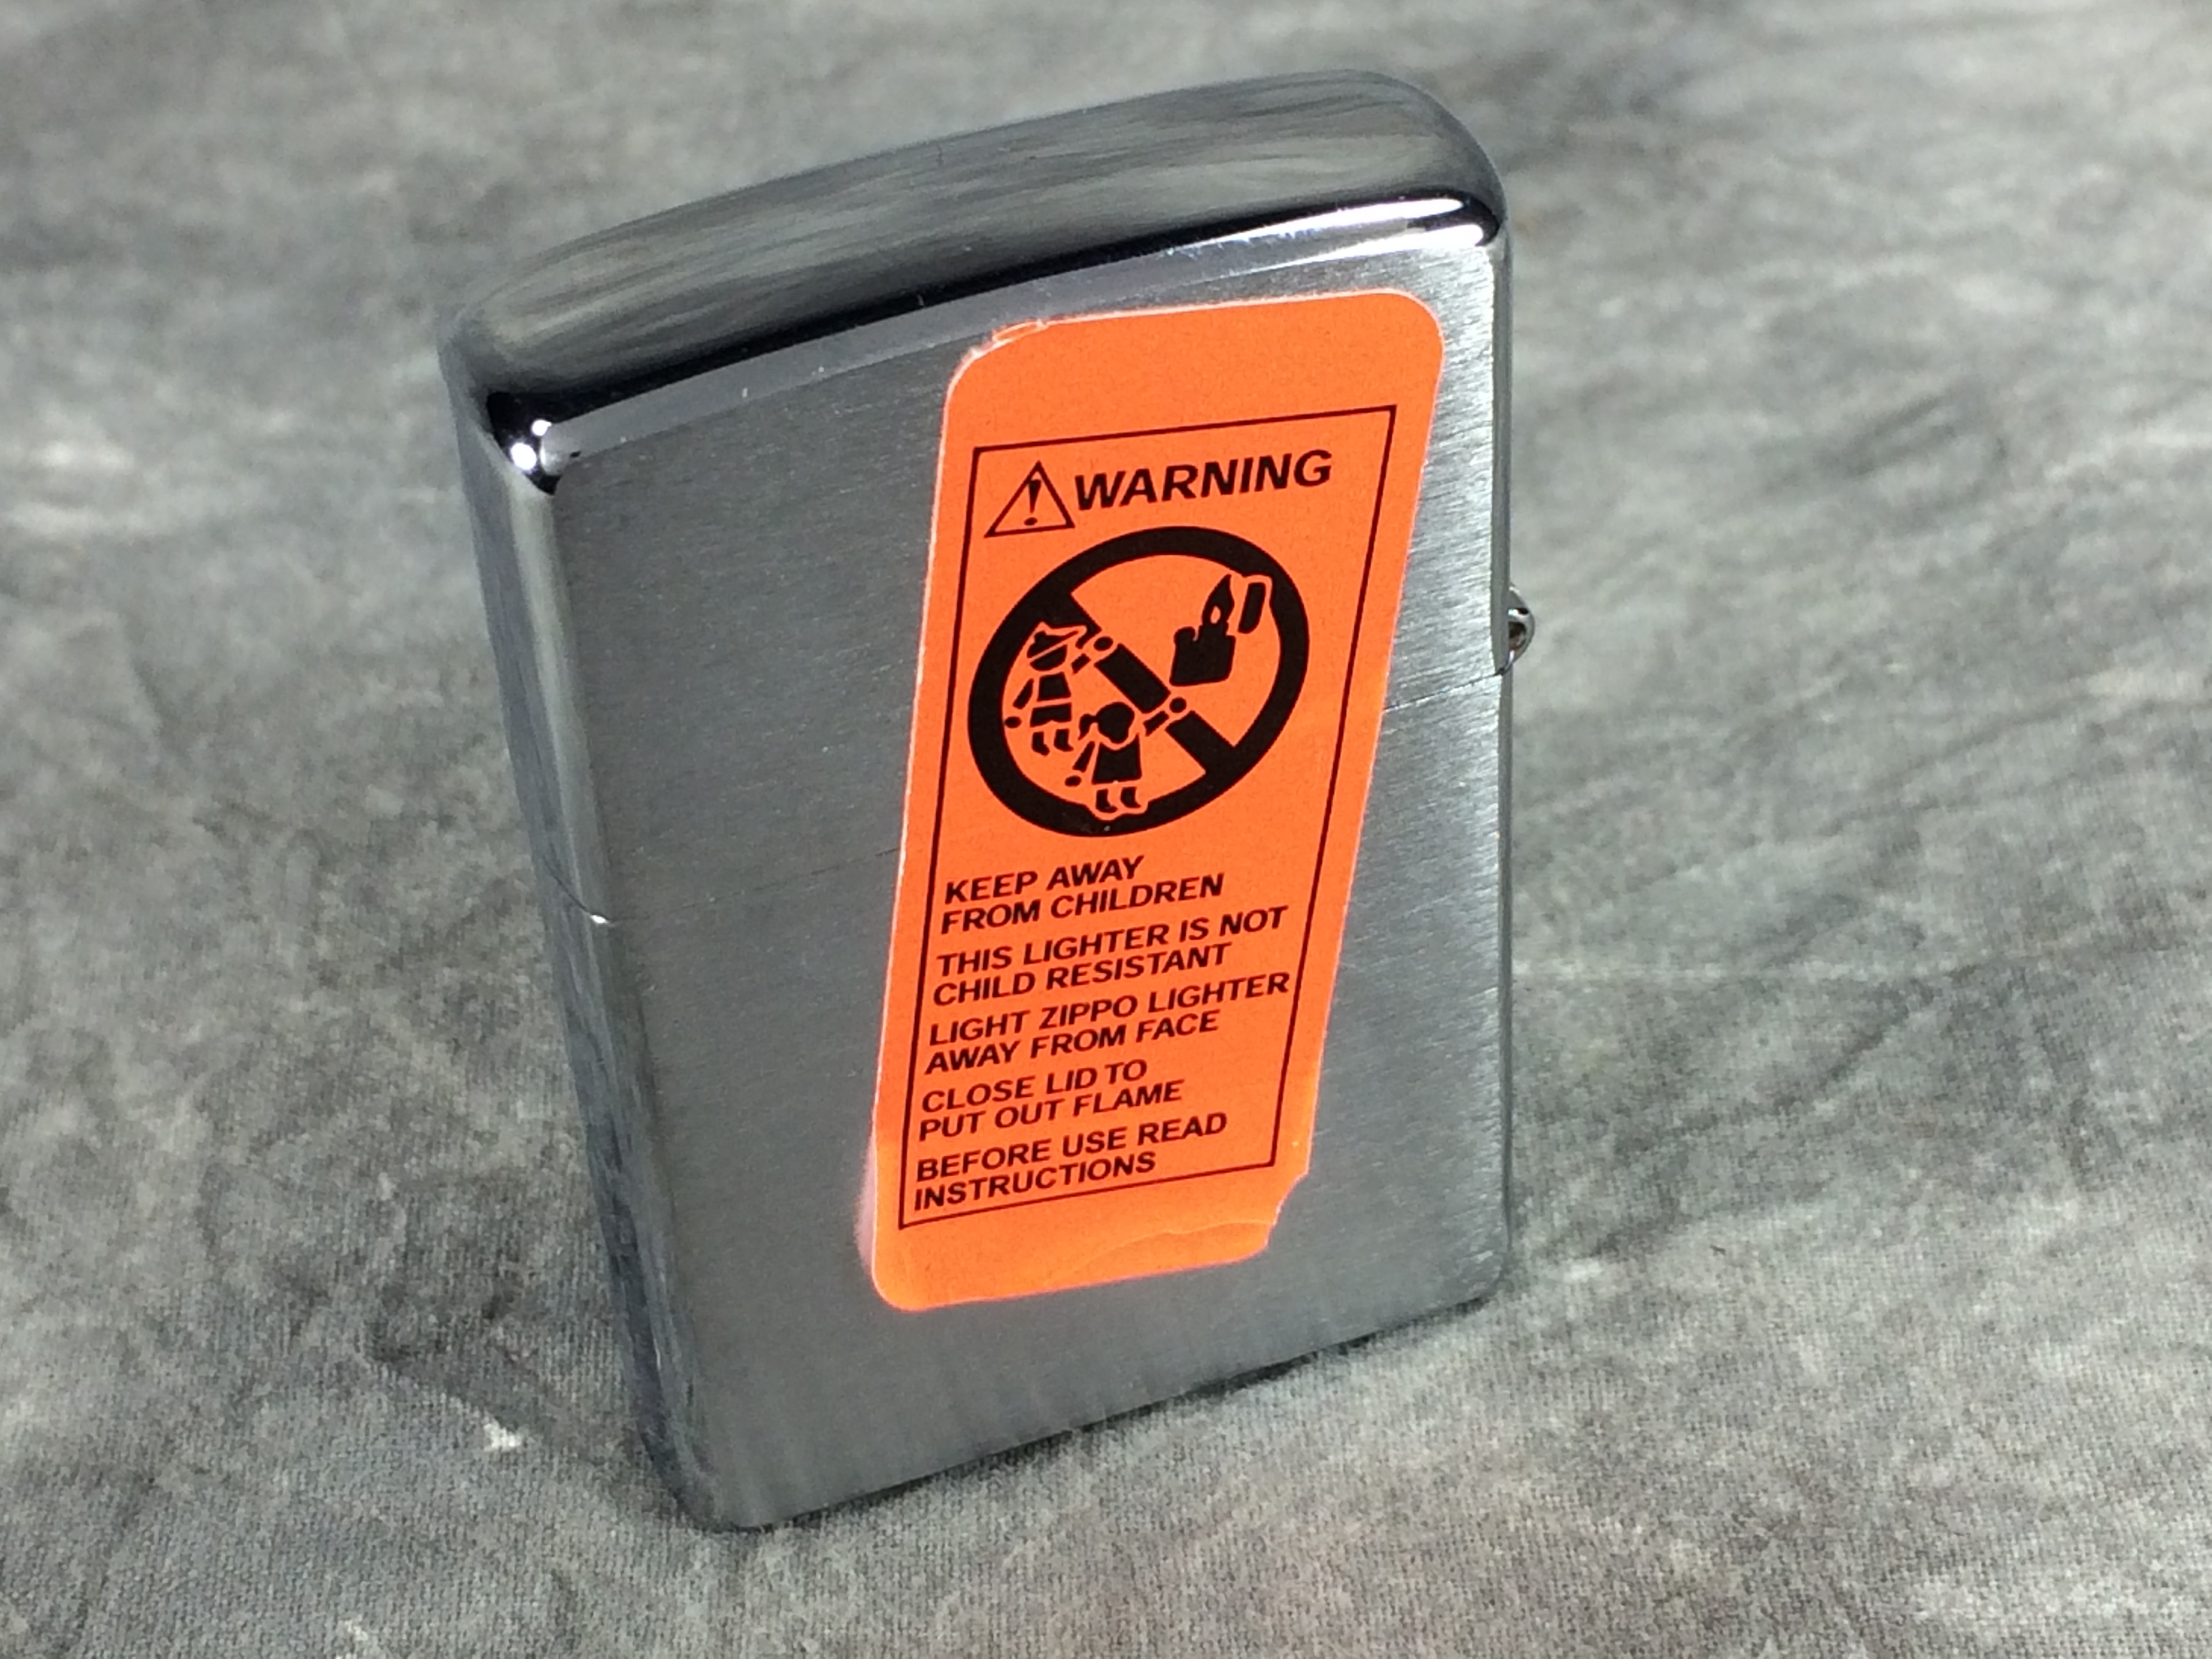 WARNING
KEEP AWAY
FROM CHILDREN
THIS LIGHTER IS NOT
CHILD RESISTANT
LIGHT ZIPPO LIGHTER
AWAY FROM FACE
CLOSE LID TO
PUT OUT FLAME
BEFORE USE READ
INSTRUCTIONS